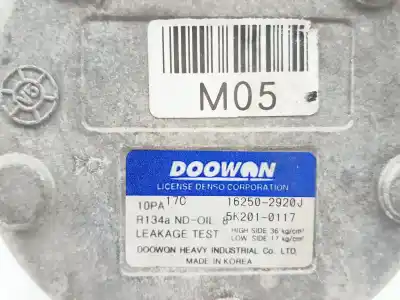 M05
DOOWON
LICENSE DENSO CORPORATION
10PA17C 16250-2920J
R134a ND-OIL 8 5K201-0117
LEAKAGE TEST HIGH SIDE 36 kg/cm²
LOW SIDE 17 kg/cm²
DOOWON HEAVY INDUSTRIAL Co. LTD.
MADE IN KOREA